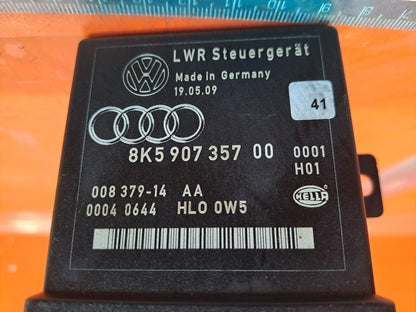 LWR Steuergerät
Made in Germany
19.05.09
41
8K5 907 357 00 0001
H01
008 379-14 AA
0004 0644 HLO 0W5
HELLA